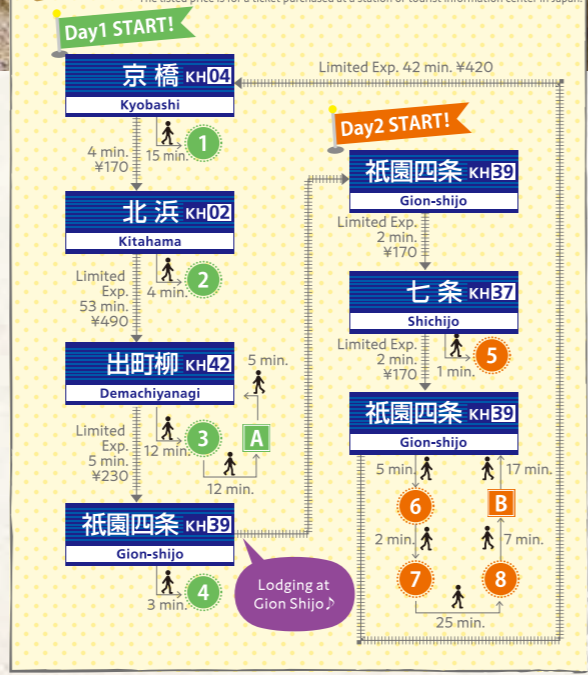 The listed price is for a ticket purchased at a station or tourist information center in Japan.
Day1 START!
京橋 KH04
Kyobashi
15 min.
1
4 min.
¥170
北浜 KH02
Kitahama
4 min.
2
Limited
Exp.
53 min.
¥490
出町柳 KH42
Demachiyanagi
12 min.
3
12 min.
A
5 min.
Limited
Exp.
5 min.
¥230
祇園四条 KH39
Gion-shijo
3 min.
4
Lodging at
Gion Shijo♪
Limited Exp. 42 min. ¥420
Day2 START!
祇園四条 KH39
Gion-shijo
Limited Exp.
2 min.
¥170
七条 KH37
Shichijo
1 min.
5
Limited Exp.
2 min.
¥170
祇園四条 KH39
Gion-shijo
5 min.
6
2 min.
7
25 min.
8
7 min.
B
17 min.